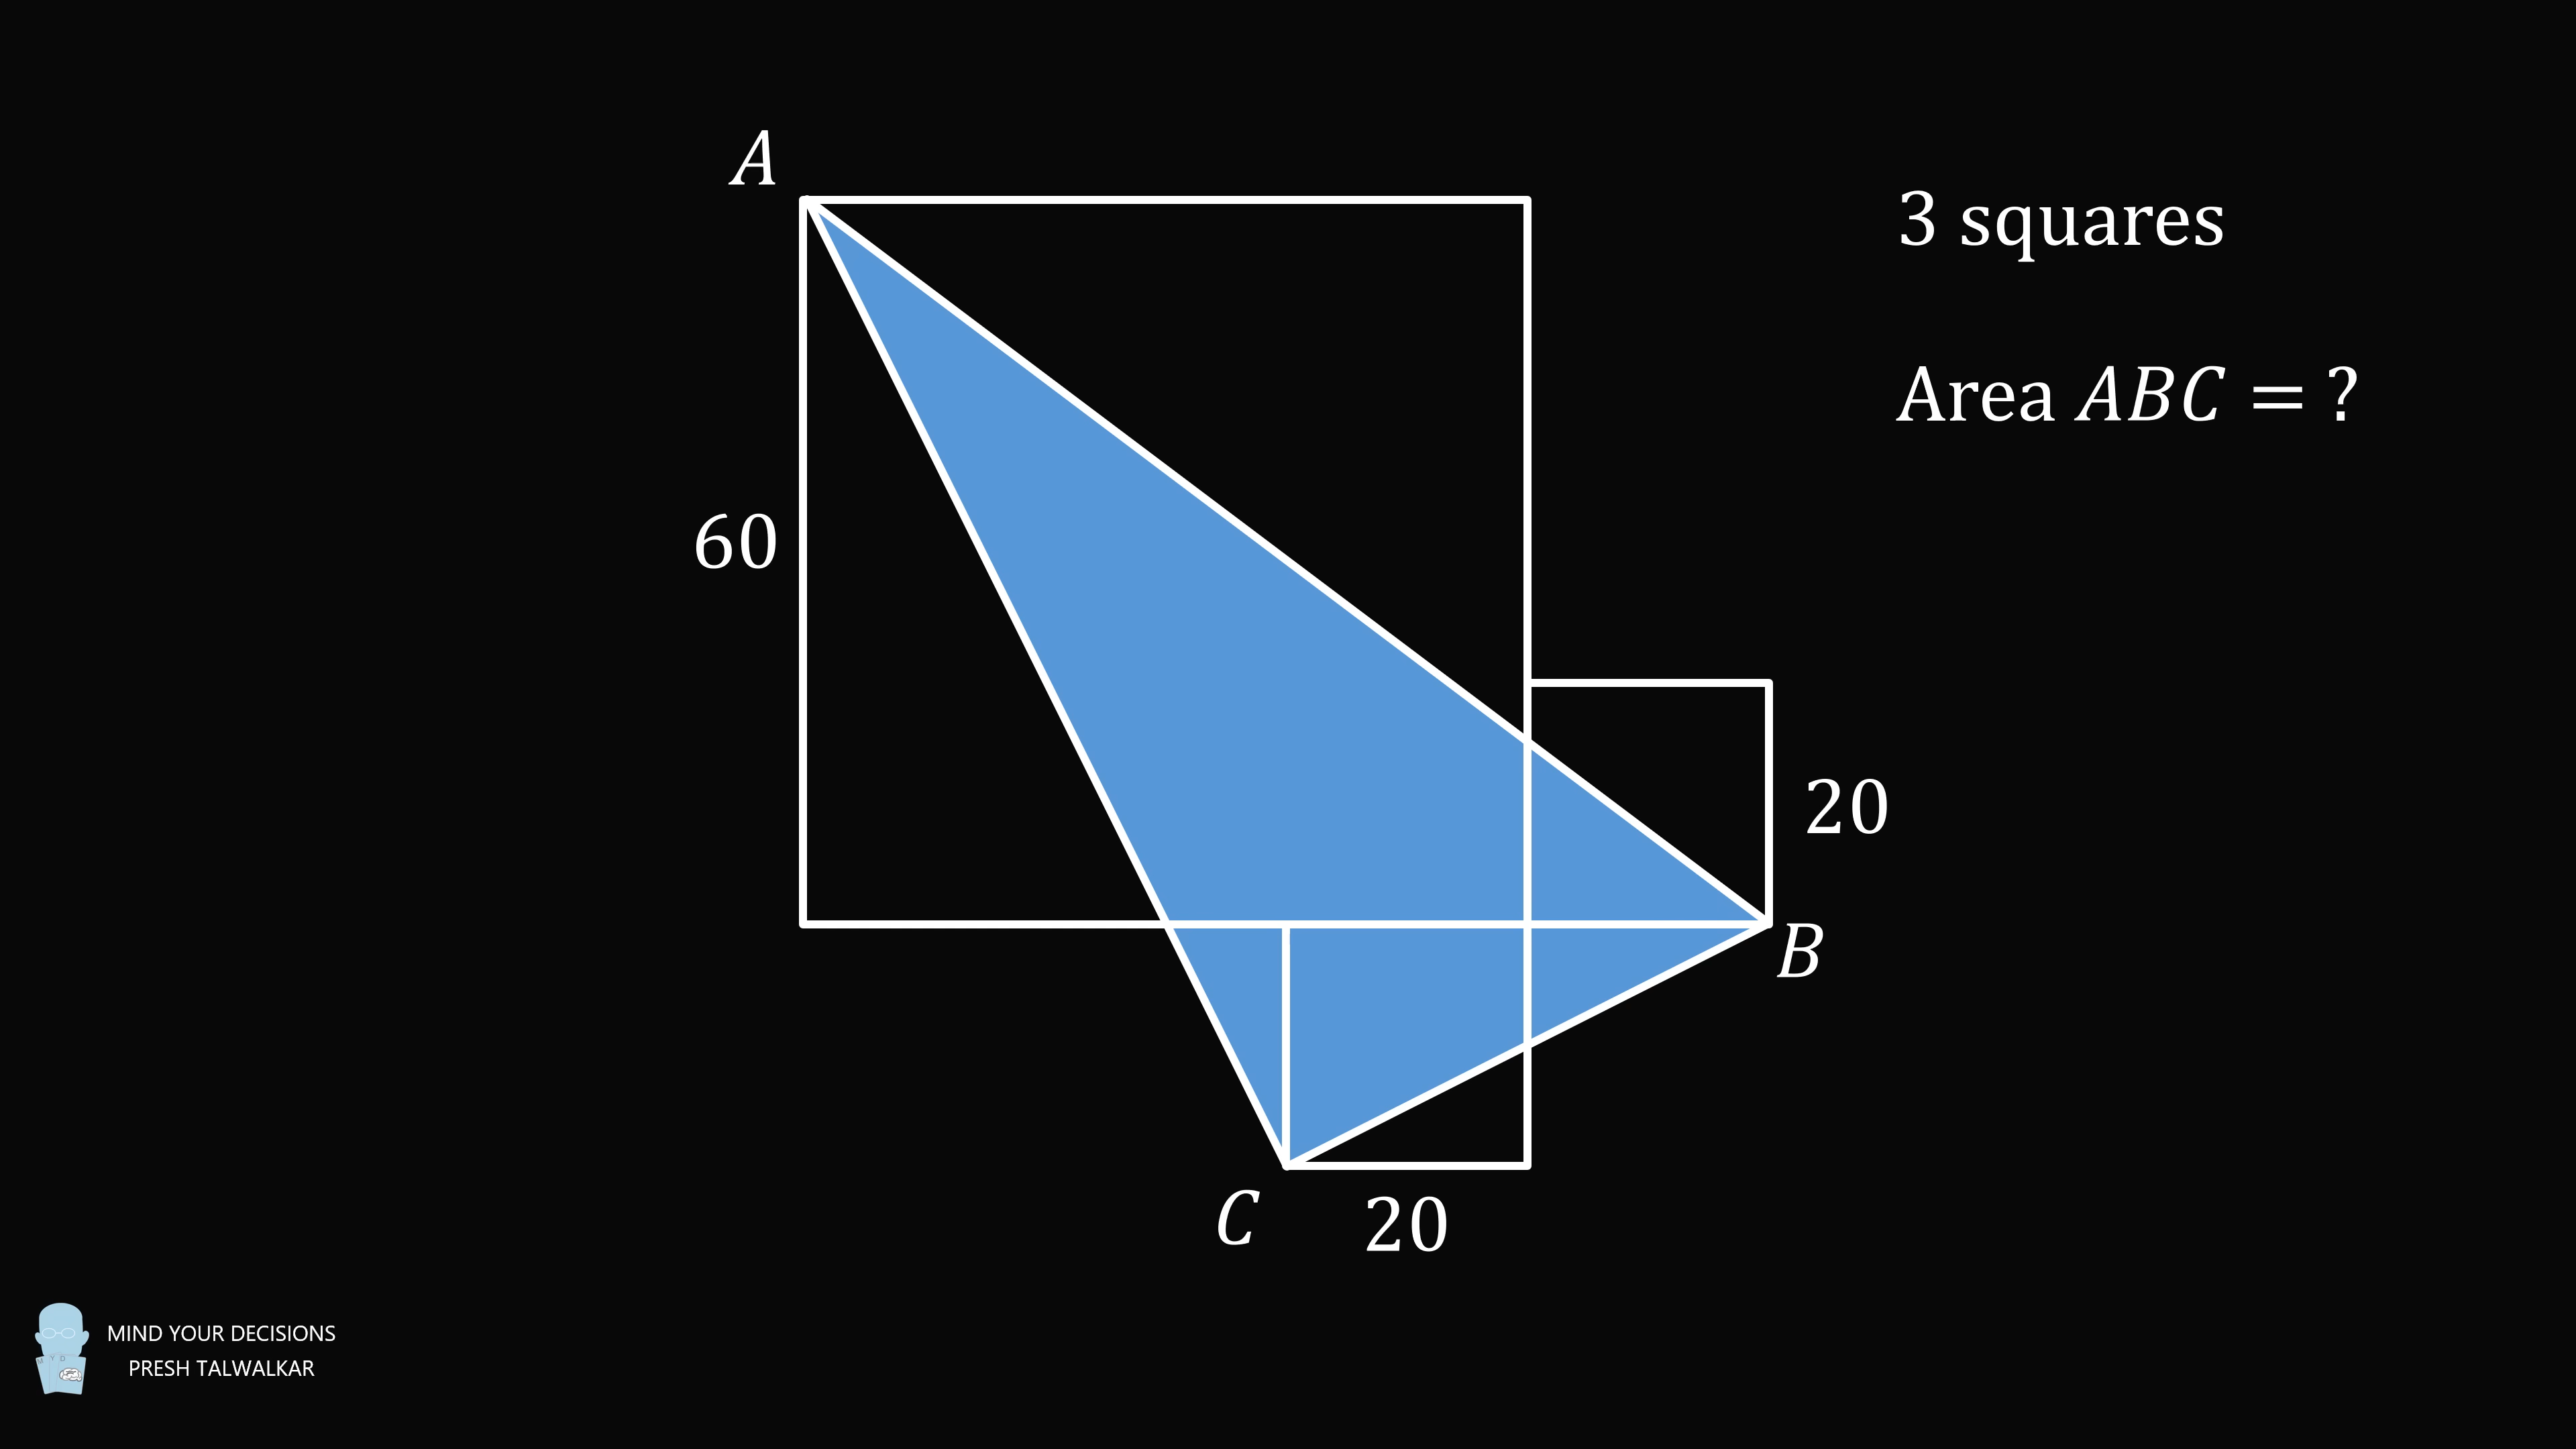 A
3 squares
Area ABC = ?
60
20
B
C
20
MIND YOUR DECISIONS
PRESH TALWALKAR